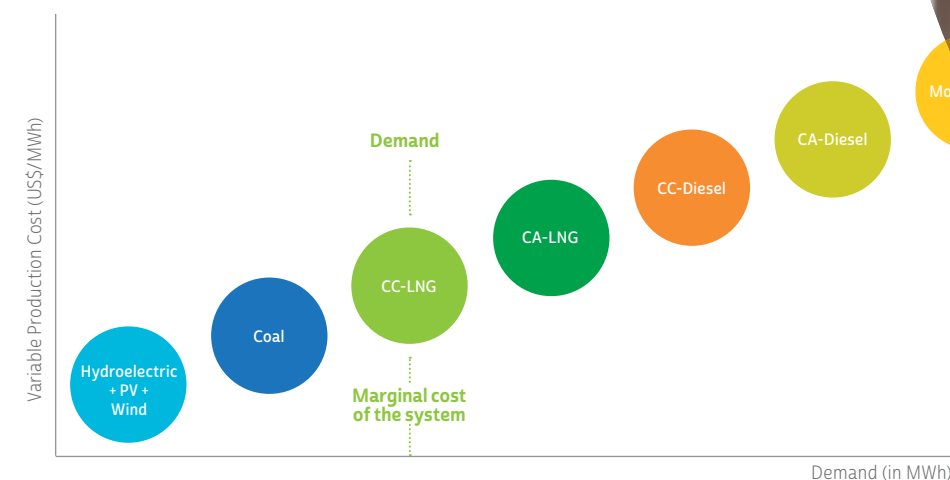 Variable Production Cost (US$/MWh)
Demand
Hydroelectric
+ PV +
Wind
Coal
CC-LNG
CA-LNG
CC-Diesel
CA-Diesel
Marginal cost
of the system
Demand (in MWh)